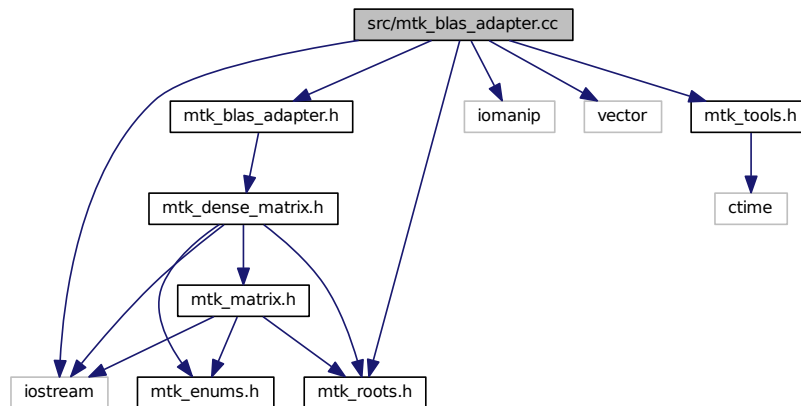 src/mtk_blas_adapter.cc
mtk_blas_adapter.h
iomanip
vector
mtk_tools.h
mtk_dense_matrix.h
ctime
mtk_matrix.h
iostream
mtk_enums.h
mtk_roots.h